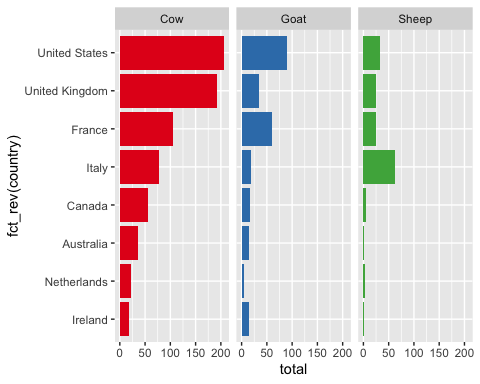 Cow Goat Sheep
United States
United Kingdom
France
Italy
Canada
Australia
Netherlands
Ireland
0 50 100 150 200 0 50 100 150 200 0 50 100 150 200
total
fct_rev(country)